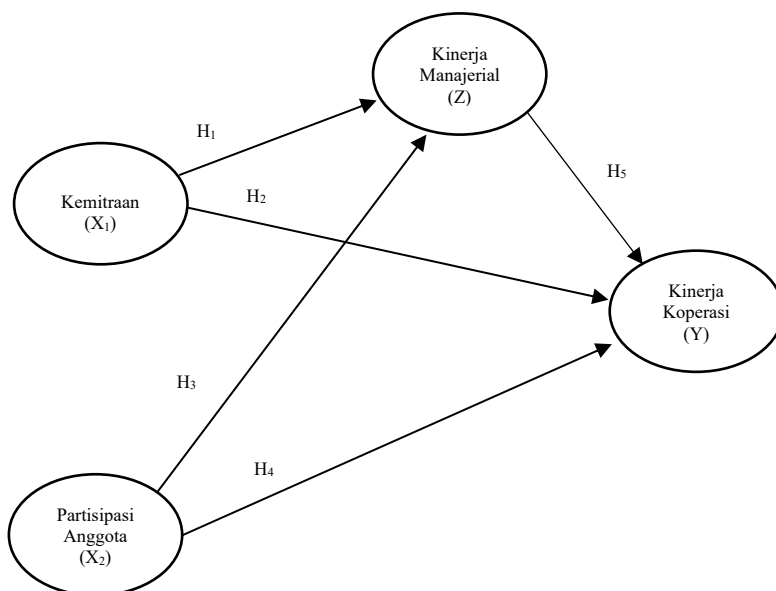 Kinerja
Manajerial
(Z)
H₁
Kemitraan
(X₁)
H₂
H₅
Kinerja
Koperasi
(Y)
H₃
H₄
Partisipasi
Anggota
(X₂)